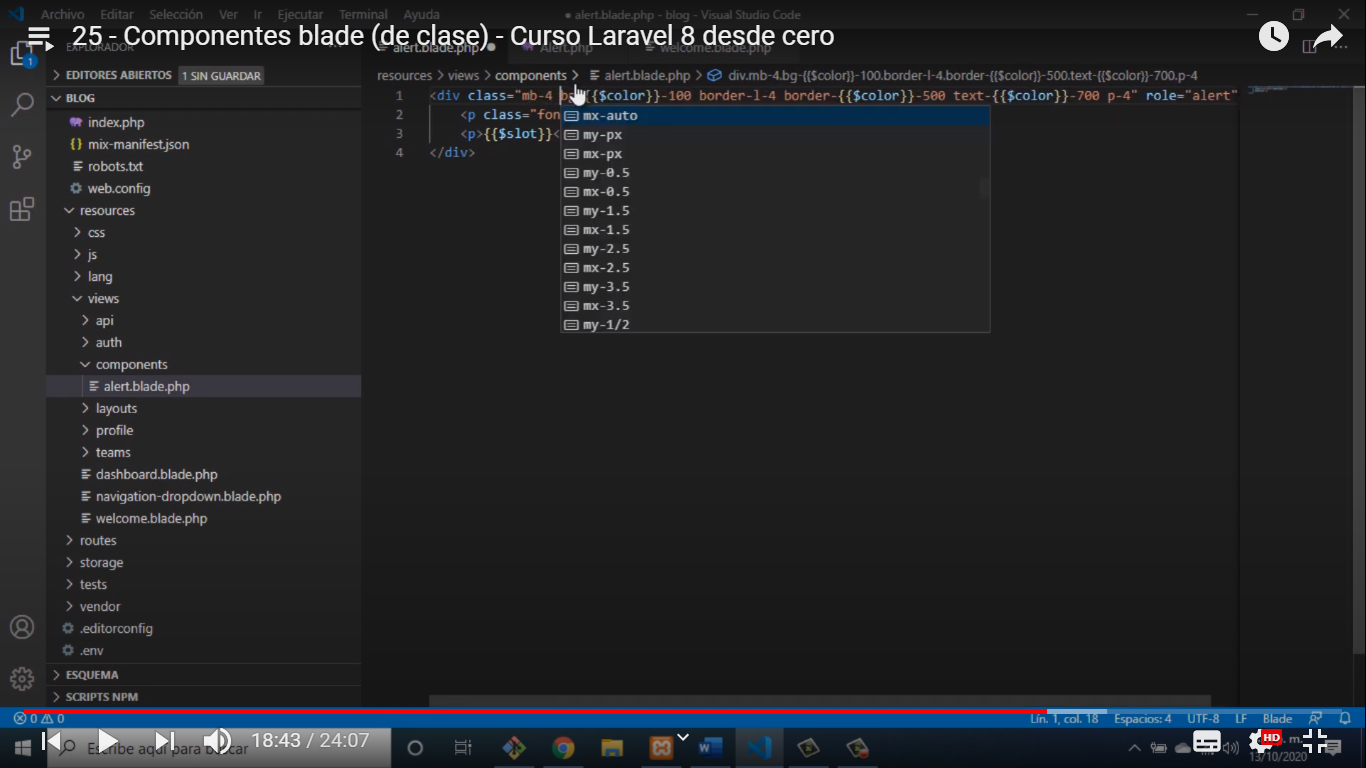 Archivo Editar Selección Ver Ir Ejecutar Terminal Ayuda
● alert.blade.php - blog - Visual Studio Code
25 - Componentes blade (de clase) - Curso Laravel 8 desde cero
EXPLORADOR
alert.blade.php ●
Alert.php
welcome.blade.php
1
EDITORES ABIERTOS 1 SIN GUARDAR
BLOG
index.php
mix-manifest.json
robots.txt
web.config
resources
css
js
lang
views
api
auth
components
alert.blade.php
layouts
profile
teams
dashboard.blade.php
navigation-dropdown.blade.php
welcome.blade.php
routes
storage
tests
vendor
.editorconfig
.env
ESQUEMA
SCRIPTS NPM
resources > views > components > alert.blade.php > div.mb-4.bg-{{$color}}-100.border-l-4.border-{{$color}}-500.text-{{$color}}-700.p-4
1 <div class="mb-4 bg-{{$color}}-100 border-l-4 border-{{$color}}-500 text-{{$color}}-700 p-4" role="alert"
2 <p class="fon
3 <p>{{$slot}}<
4 </div>
mx-auto
my-px
mx-px
my-0.5
mx-0.5
my-1.5
mx-1.5
my-2.5
mx-2.5
my-3.5
mx-3.5
my-1/2
0 0
Lín. 1, col. 18 Espacios: 4 UTF-8 LF Blade
Escribe aquí para buscar
18:43 / 24:07
HD
13/10/2020